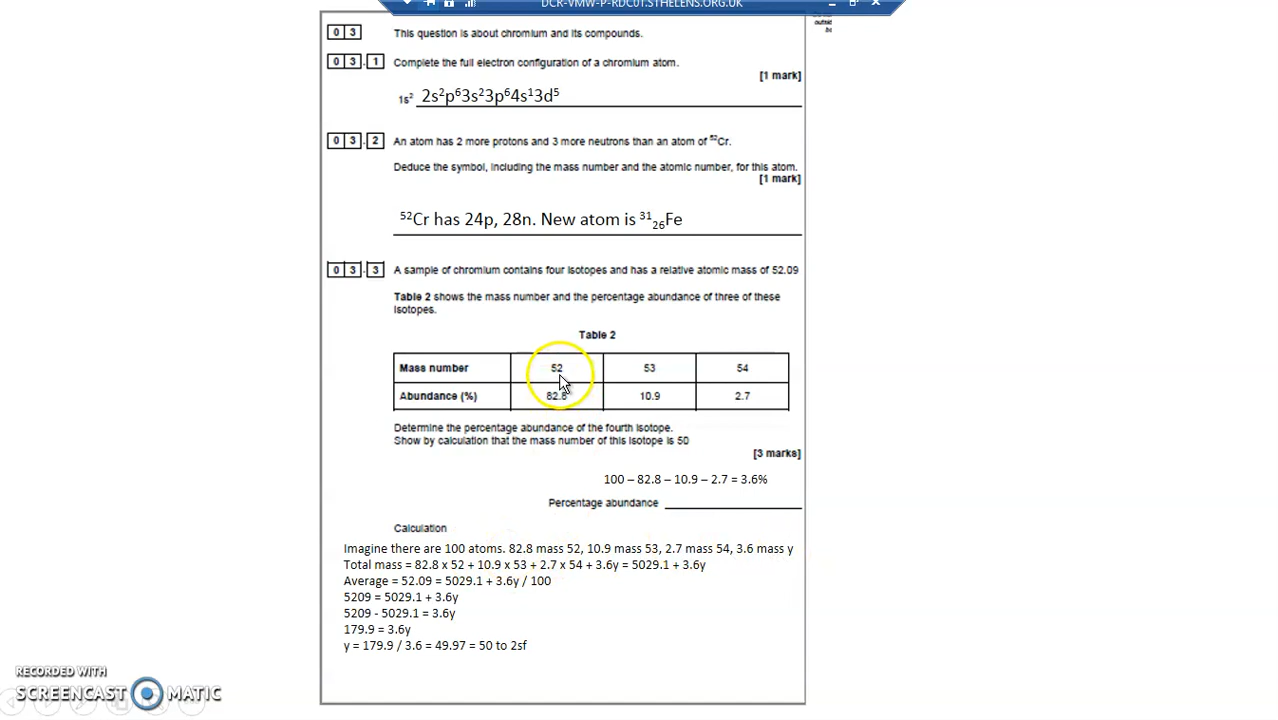 DCR-VMW-P-RDC01.STHELENS.ORG.UK
0 3 This question is about chromium and its compounds.
0 3 . 1 Complete the full electron configuration of a chromium atom.
[1 mark]
1s² 2s²p⁶3s²3p⁶4s¹3d⁵
0 3 . 2 An atom has 2 more protons and 3 more neutrons than an atom of ⁵²Cr.
Deduce the symbol, including the mass number and the atomic number, for this atom.
[1 mark]
⁵²Cr has 24p, 28n. New atom is ³¹₂₆Fe
0 3 . 3 A sample of chromium contains four isotopes and has a relative atomic mass of 52.09
Table 2 shows the mass number and the percentage abundance of three of these
isotopes.
Table 2
Mass number 52 53 54
Abundance (%) 82.8 10.9 2.7
Determine the percentage abundance of the fourth isotope.
Show by calculation that the mass number of this isotope is 50
[3 marks]
100 – 82.8 – 10.9 – 2.7 = 3.6%
Percentage abundance
Calculation
Imagine there are 100 atoms. 82.8 mass 52, 10.9 mass 53, 2.7 mass 54, 3.6 mass y
Total mass = 82.8 x 52 + 10.9 x 53 + 2.7 x 54 + 3.6y = 5029.1 + 3.6y
Average = 52.09 = 5029.1 + 3.6y / 100
5209 = 5029.1 + 3.6y
5209 - 5029.1 = 3.6y
179.9 = 3.6y
y = 179.9 / 3.6 = 49.97 = 50 to 2sf
RECORDED WITH
SCREENCAST MATIC